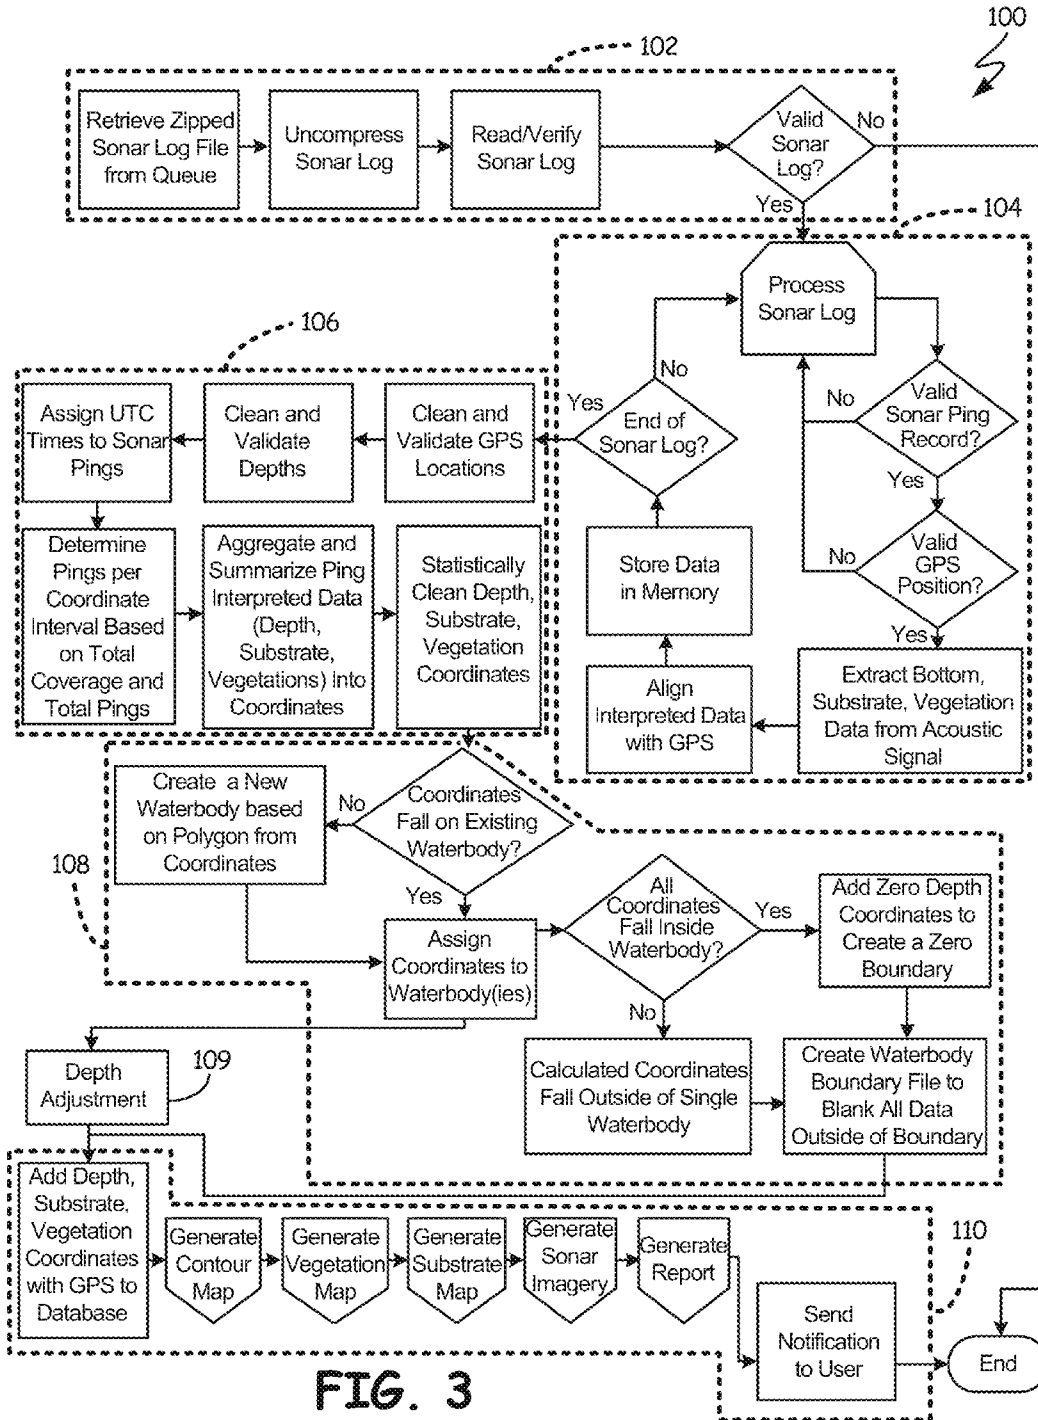 100
102
Retrieve Zipped
Sonar Log File
from Queue
Uncompress
Sonar Log
Read/Verify
Sonar Log
Valid
Sonar
Log?
No
Yes
104
Process
Sonar Log
106
No
Yes
End of
Sonar Log?
No
Valid
Sonar Ping
Record?
Yes
Assign UTC
Times to Sonar
Pings
Clean and
Validate
Depths
Clean and
Validate GPS
Locations
No
Valid
GPS
Position?
Yes
Store Data
in Memory
Determine
Pings per
Coordinate
Interval Based
on Total
Coverage and
Total Pings
Aggregate and
Summarize Ping
Interpreted Data
(Depth,
Substrate,
Vegetations) into
Coordinates
Statistically
Clean Depth,
Substrate,
Vegetation
Coordinates
Align
Interpreted Data
with GPS
Extract Bottom,
Substrate, Vegetation
Data from Acoustic
Signal
Create a New
Waterbody based
on Polygon from
Coordinates
No
Coordinates
Fall on Existing
Waterbody?
Yes
108
Assign
Coordinates to
Waterbody(ies)
All
Coordinates
Fall Inside
Waterbody?
Yes
No
Add Zero Depth
Coordinates to
Create a Zero
Boundary
Depth
Adjustment
109
Calculated Coordinates
Fall Outside of Single
Waterbody
Create Waterbody
Boundary File to
Blank All Data
Outside of Boundary
Add Depth,
Substrate,
Vegetation
Coordinates
with GPS to
Database
Generate
Contour
Map
Generate
Vegetation
Map
Generate
Substrate
Map
Generate
Sonar
Imagery
Generate
Report
110
Send
Notification
to User
End
FIG. 3